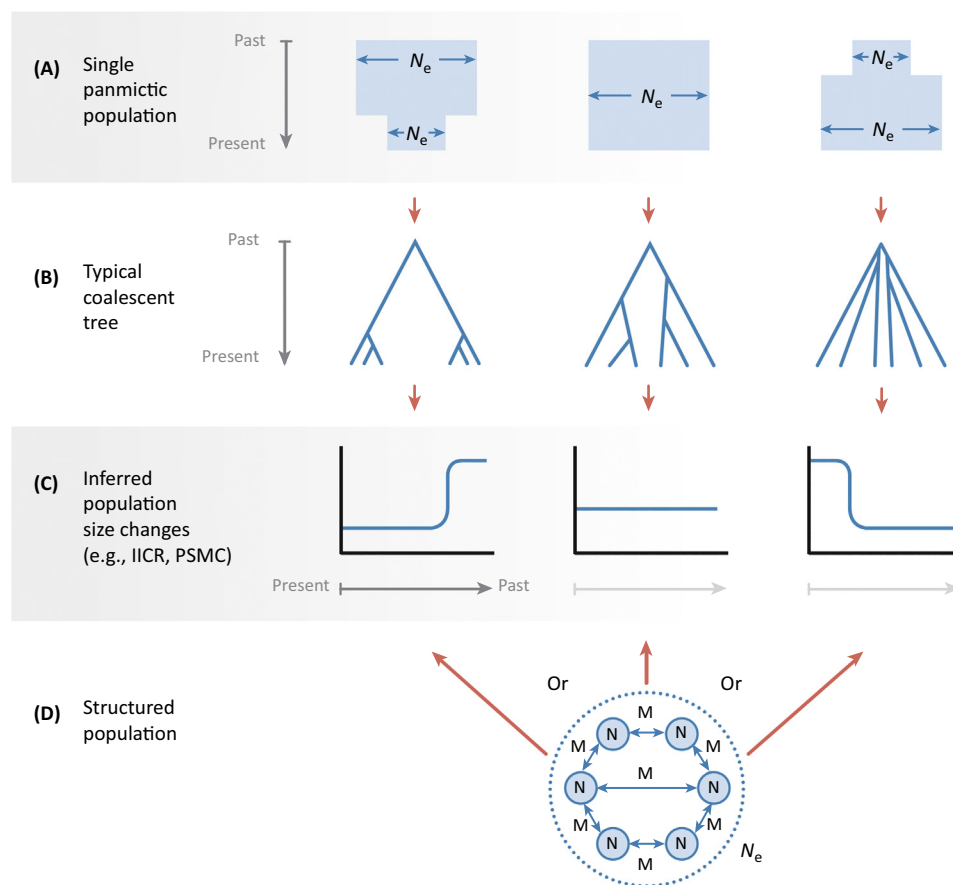 (A) Single
panmictic
population
Past
Present
Nₑ
Nₑ
Nₑ
Nₑ
Nₑ
(B) Typical
coalescent
tree
Past
Present
(C) Inferred
population
size changes
(e.g., IICR, PSMC)
Present
Past
(D) Structured
population
Or
Or
M
N
N
M
M
N
M
N
M
M
N
N
M
Nₑ